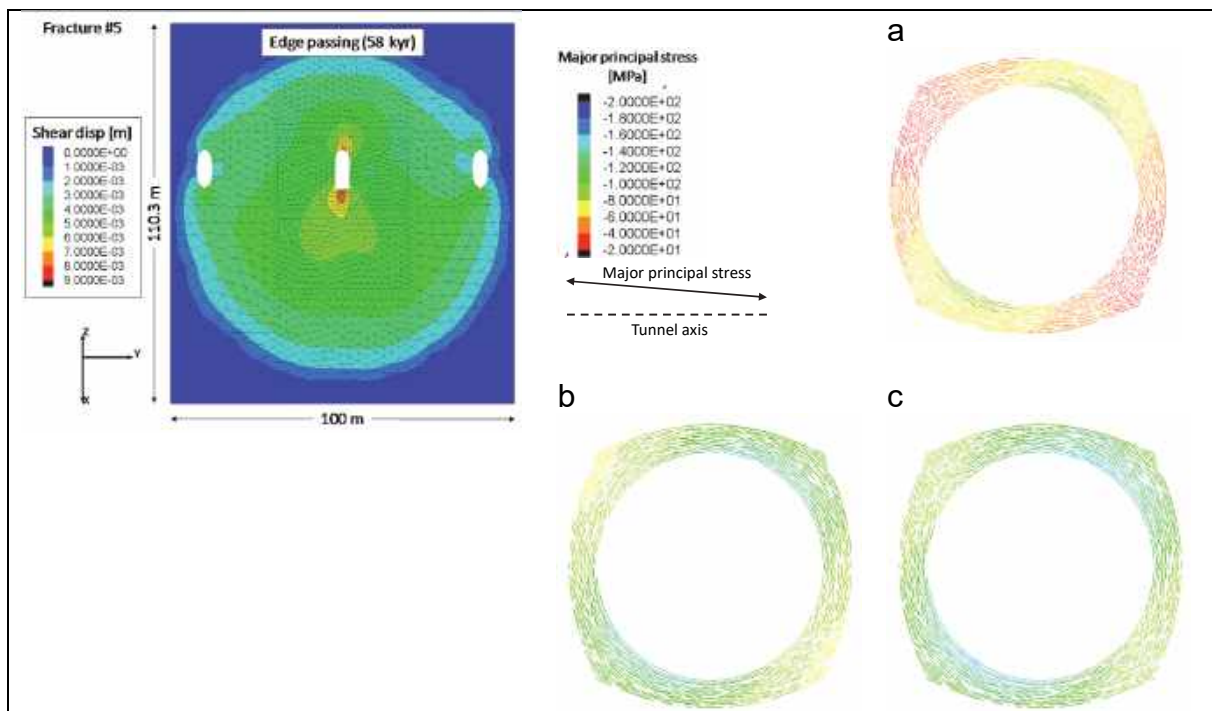 Fracture #5
Edge passing (58 kyr)
Shear disp [m]
0.0000E+00
1.0000E-03
2.0000E-03
3.0000E-03
4.0000E-03
5.0000E-03
6.0000E-03
7.0000E-03
8.0000E-03
9.0000E-03
110.3 m
100 m
Z
Y
X
Major principal stress
[MPa]
-2.0000E+02
-1.8000E+02
-1.6000E+02
-1.4000E+02
-1.2000E+02
-1.0000E+02
-8.0000E+01
-6.0000E+01
-4.0000E+01
-2.0000E+01
Major principal stress
Tunnel axis
a
b
c